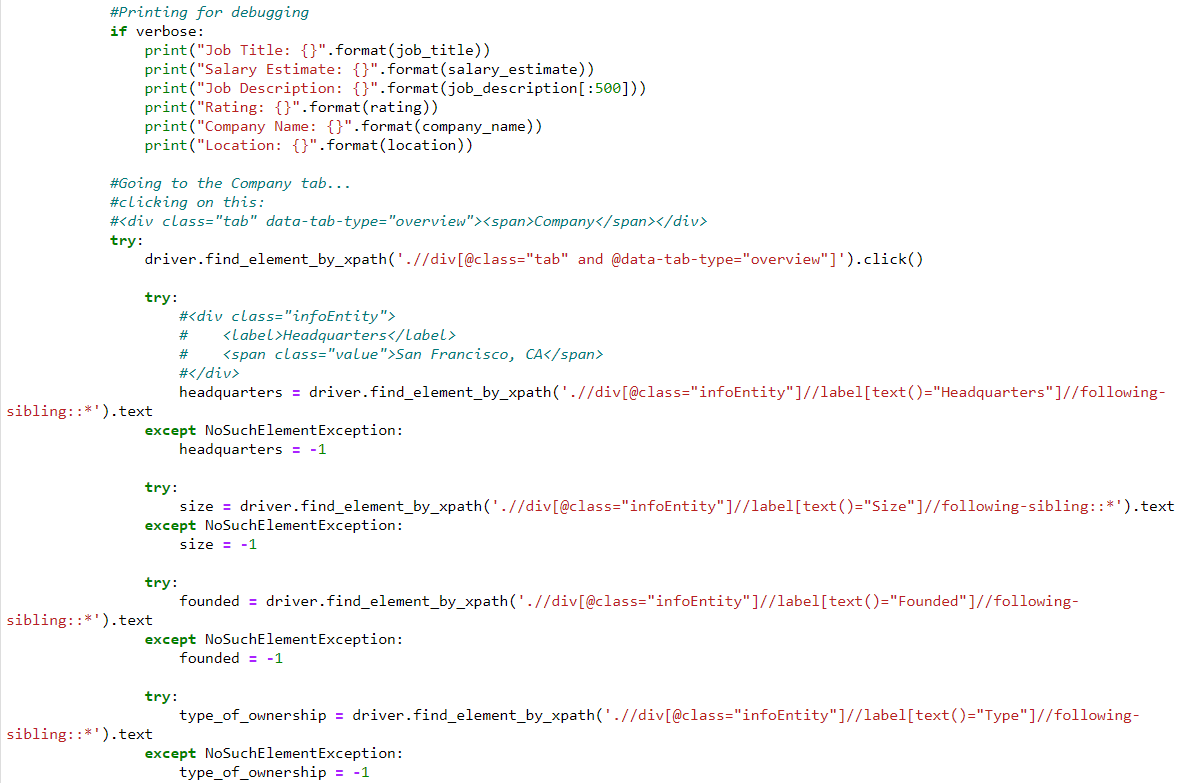 #Printing for debugging
if verbose:
print("Job Title: {}".format(job_title))
print("Salary Estimate: {}".format(salary_estimate))
print("Job Description: {}".format(job_description[:500]))
print("Rating: {}".format(rating))
print("Company Name: {}".format(company_name))
print("Location: {}".format(location))
#Going to the Company tab...
#clicking on this:
#<div class="tab" data-tab-type="overview"><span>Company</span></div>
try:
driver.find_element_by_xpath('.//div[@class="tab" and @data-tab-type="overview"]').click()
try:
#<div class="infoEntity">
#    <label>Headquarters</label>
#    <span class="value">San Francisco, CA</span>
#</div>
headquarters = driver.find_element_by_xpath('.//div[@class="infoEntity"]//label[text()="Headquarters"]//following-
sibling::*').text
except NoSuchElementException:
headquarters = -1
try:
size = driver.find_element_by_xpath('.//div[@class="infoEntity"]//label[text()="Size"]//following-sibling::*').text
except NoSuchElementException:
size = -1
try:
founded = driver.find_element_by_xpath('.//div[@class="infoEntity"]//label[text()="Founded"]//following-
sibling::*').text
except NoSuchElementException:
founded = -1
try:
type_of_ownership = driver.find_element_by_xpath('.//div[@class="infoEntity"]//label[text()="Type"]//following-
sibling::*').text
except NoSuchElementException:
type_of_ownership = -1